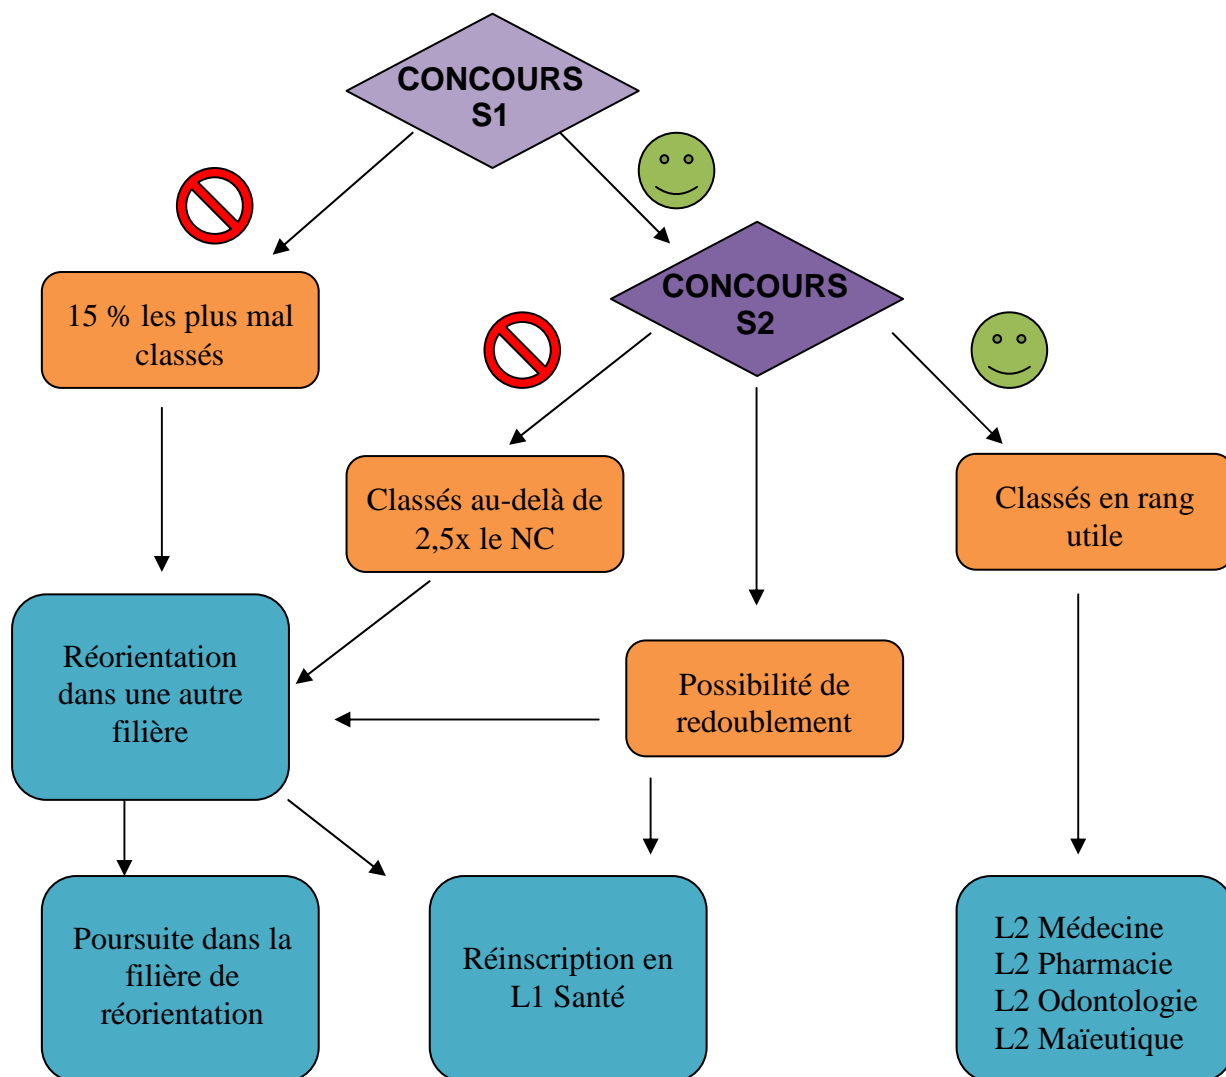 CONCOURS
S1
15 % les plus mal
classés
CONCOURS
S2
Classés au-delà de
2,5x le NC
Classés en rang
utile
Réorientation
dans une autre
filière
Possibilité de
redoublement
Poursuite dans la
filière de
réorientation
Réinscription en
L1 Santé
L2 Médecine
L2 Pharmacie
L2 Odontologie
L2 Maïeutique